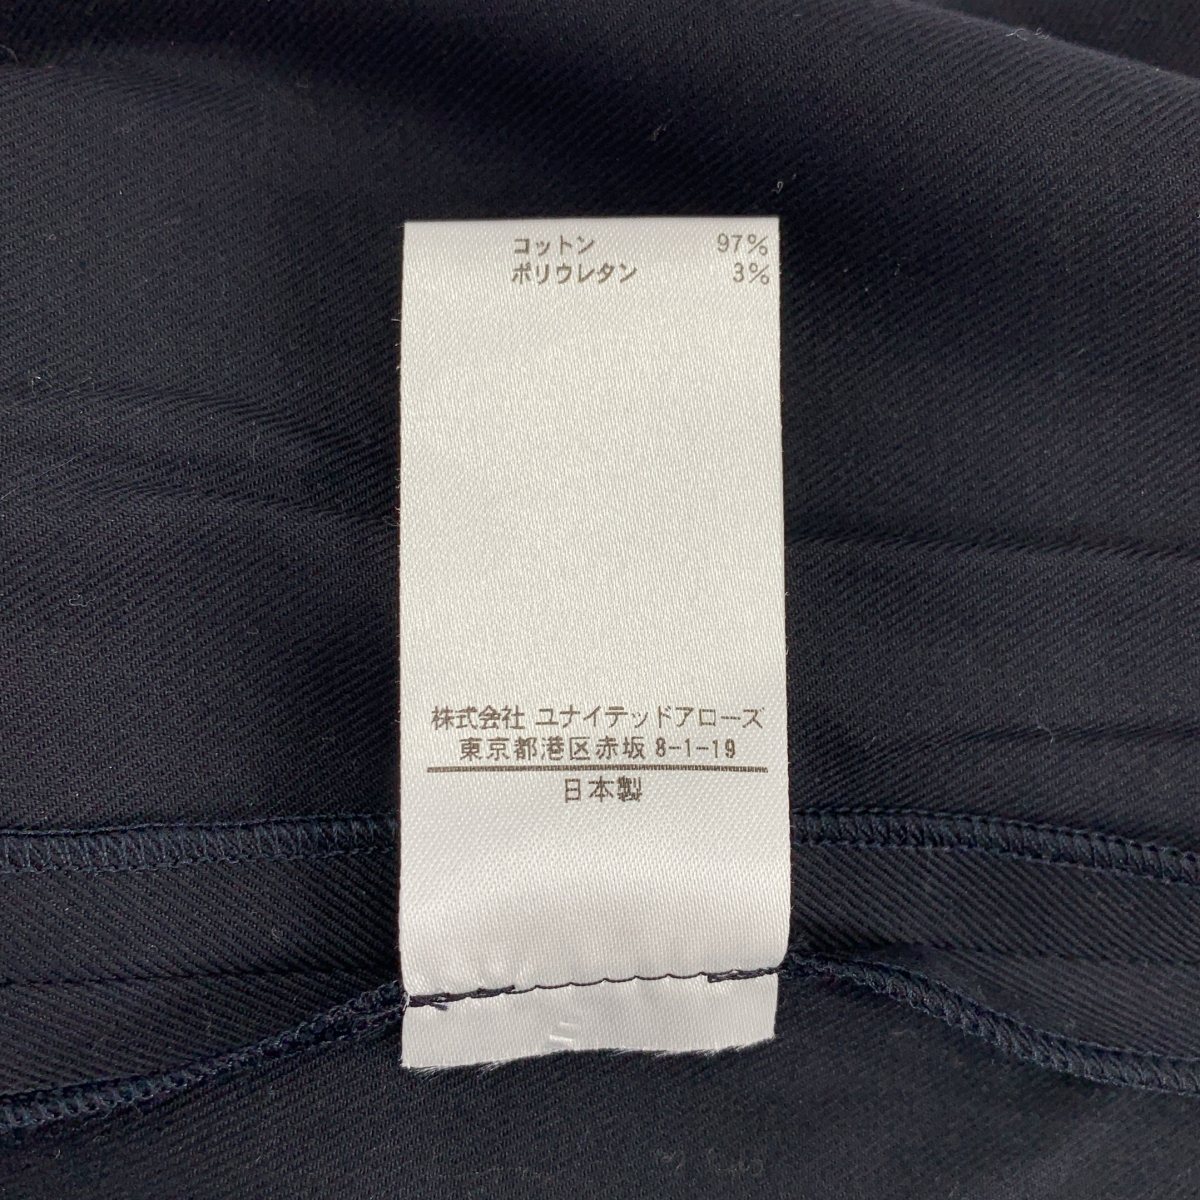 コットン 97%
ポリウレタン 3%
株式会社 ユナイテッドアローズ
東京都港区赤坂 8-1-19
日本製